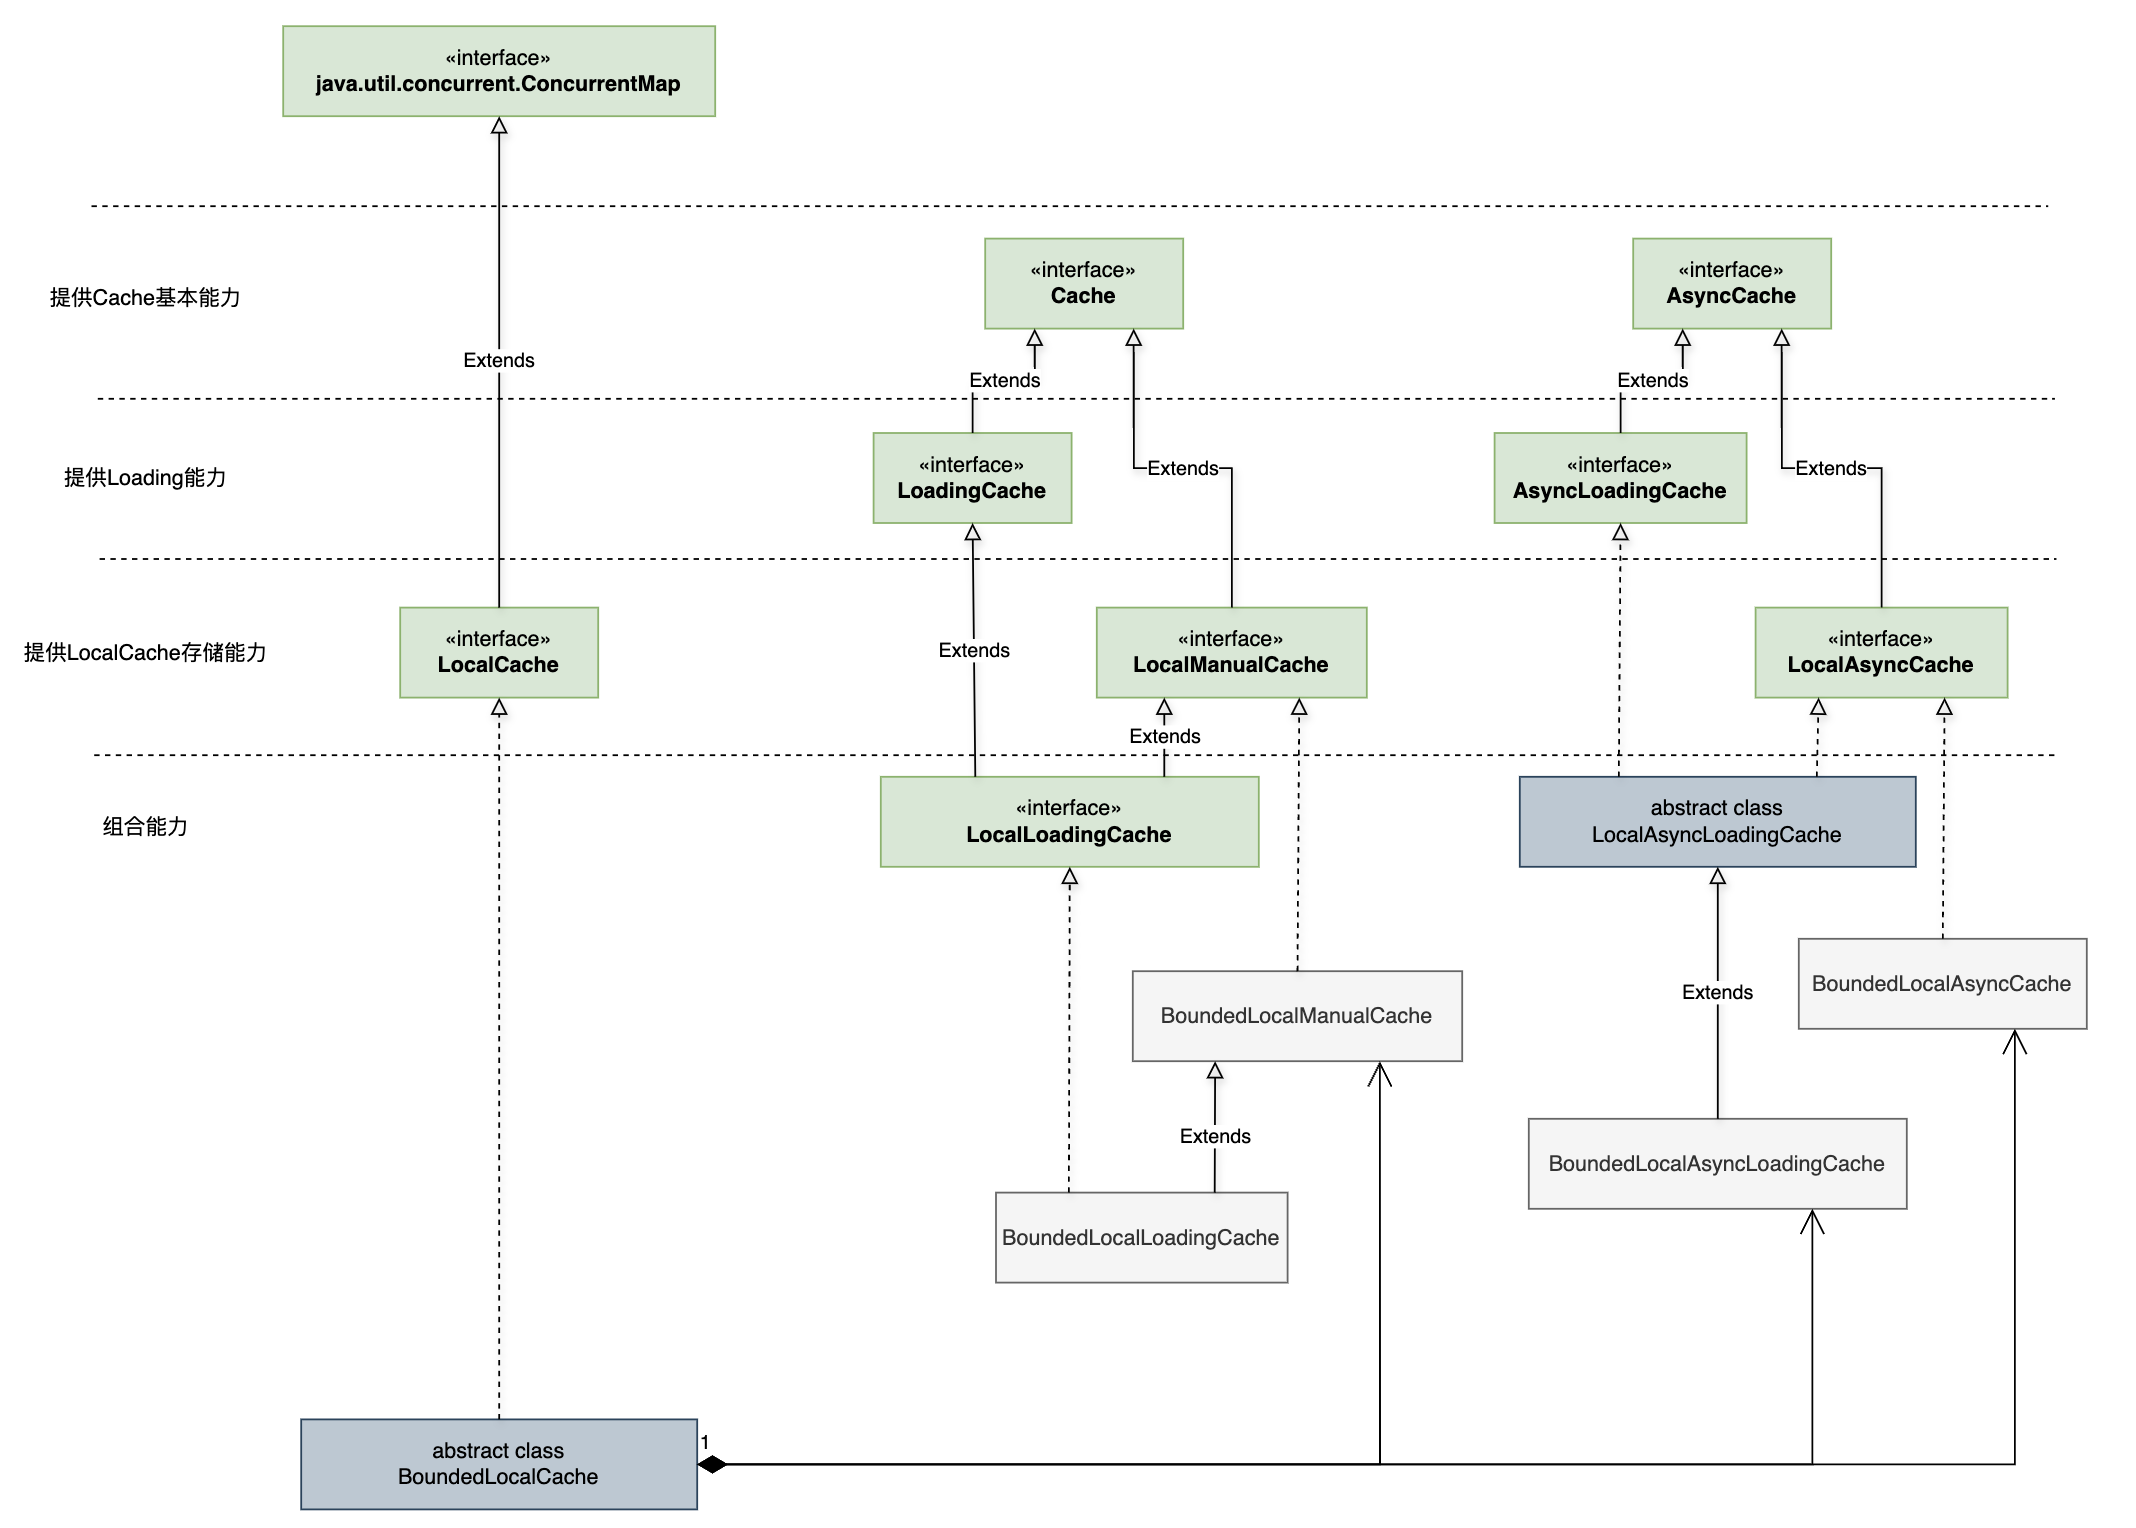 «interface»
java.util.concurrent.ConcurrentMap
提供Cache基本能力
«interface»
Cache
«interface»
AsyncCache
Extends
Extends
Extends
提供Loading能力
«interface»
LoadingCache
Extends
«interface»
AsyncLoadingCache
Extends
提供LocalCache存储能力
«interface»
LocalCache
Extends
«interface»
LocalManualCache
«interface»
LocalAsyncCache
Extends
组合能力
«interface»
LocalLoadingCache
abstract class
LocalAsyncLoadingCache
BoundedLocalManualCache
Extends
BoundedLocalAsyncCache
Extends
BoundedLocalAsyncLoadingCache
BoundedLocalLoadingCache
abstract class
BoundedLocalCache
1